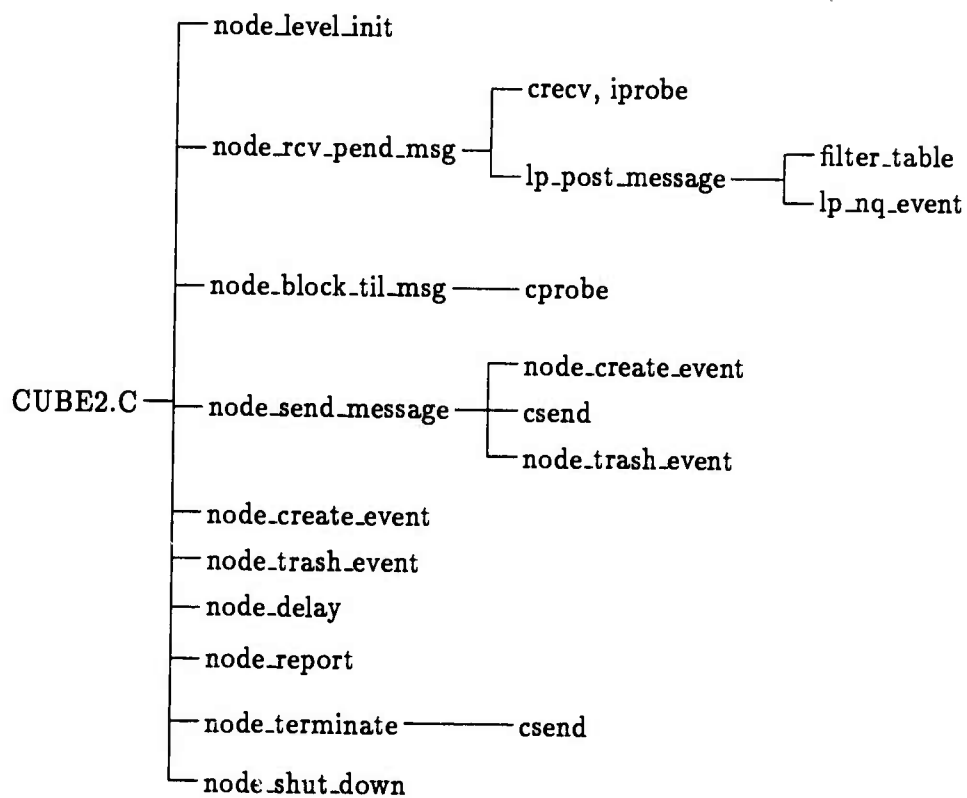 node_level_init
crecv, iprobe
node_rcv_pend_msg
filter_table
lp_post_message
lp_nq_event
node_block_til_msg
cprobe
node_create_event
CUBE2.C
node_send_message
csend
node_trash_event
node_create_event
node_trash_event
node_delay
node_report
node_terminate
csend
node_shut_down